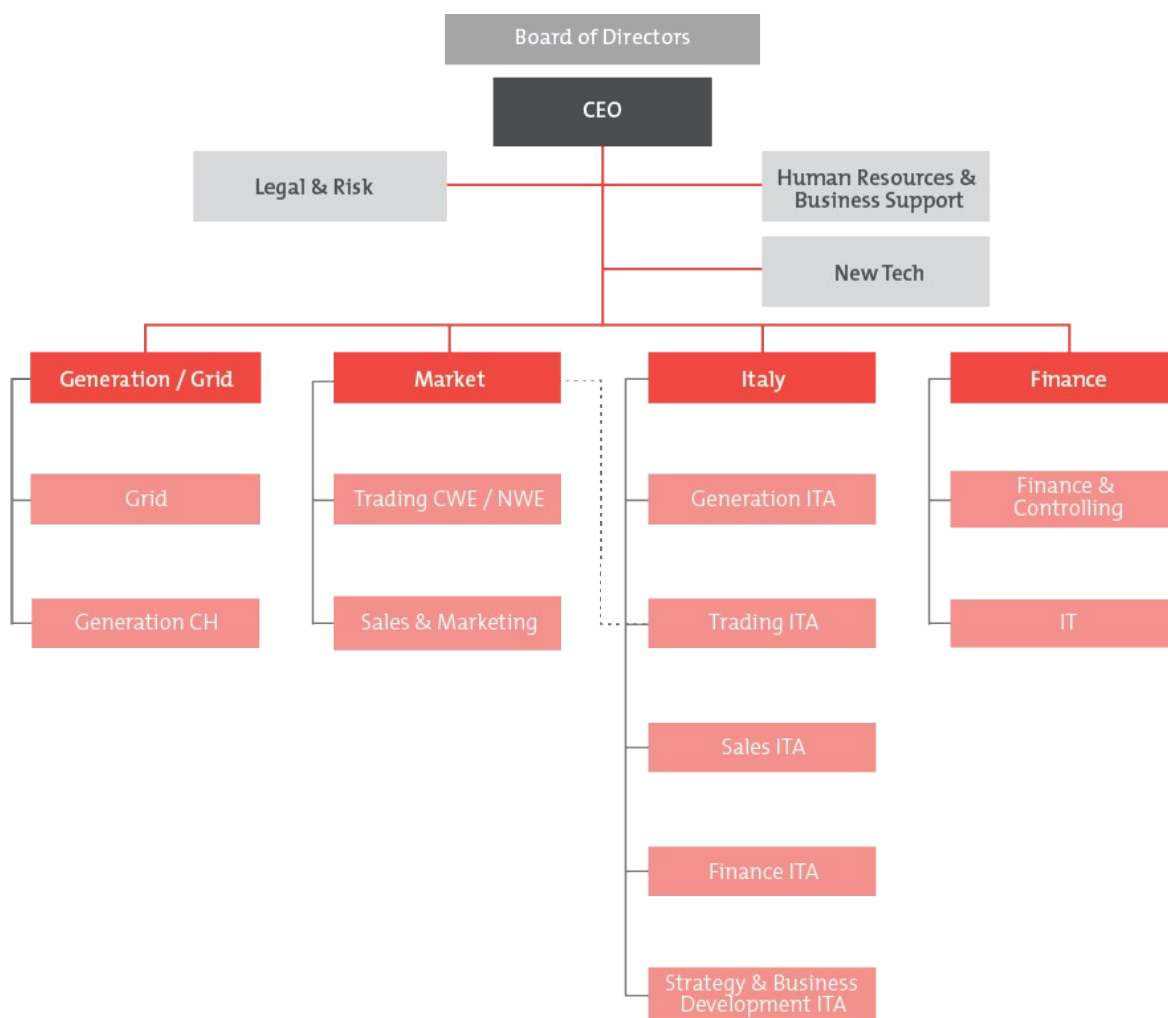 Board of Directors
CEO
Legal & Risk
Human Resources &
Business Support
New Tech
Generation / Grid
Market
Italy
Finance
Grid
Trading CWE / NWE
Generation ITA
Finance &
Controlling
Generation CH
Sales & Marketing
Trading ITA
IT
Sales ITA
Finance ITA
Strategy & Business
Development ITA